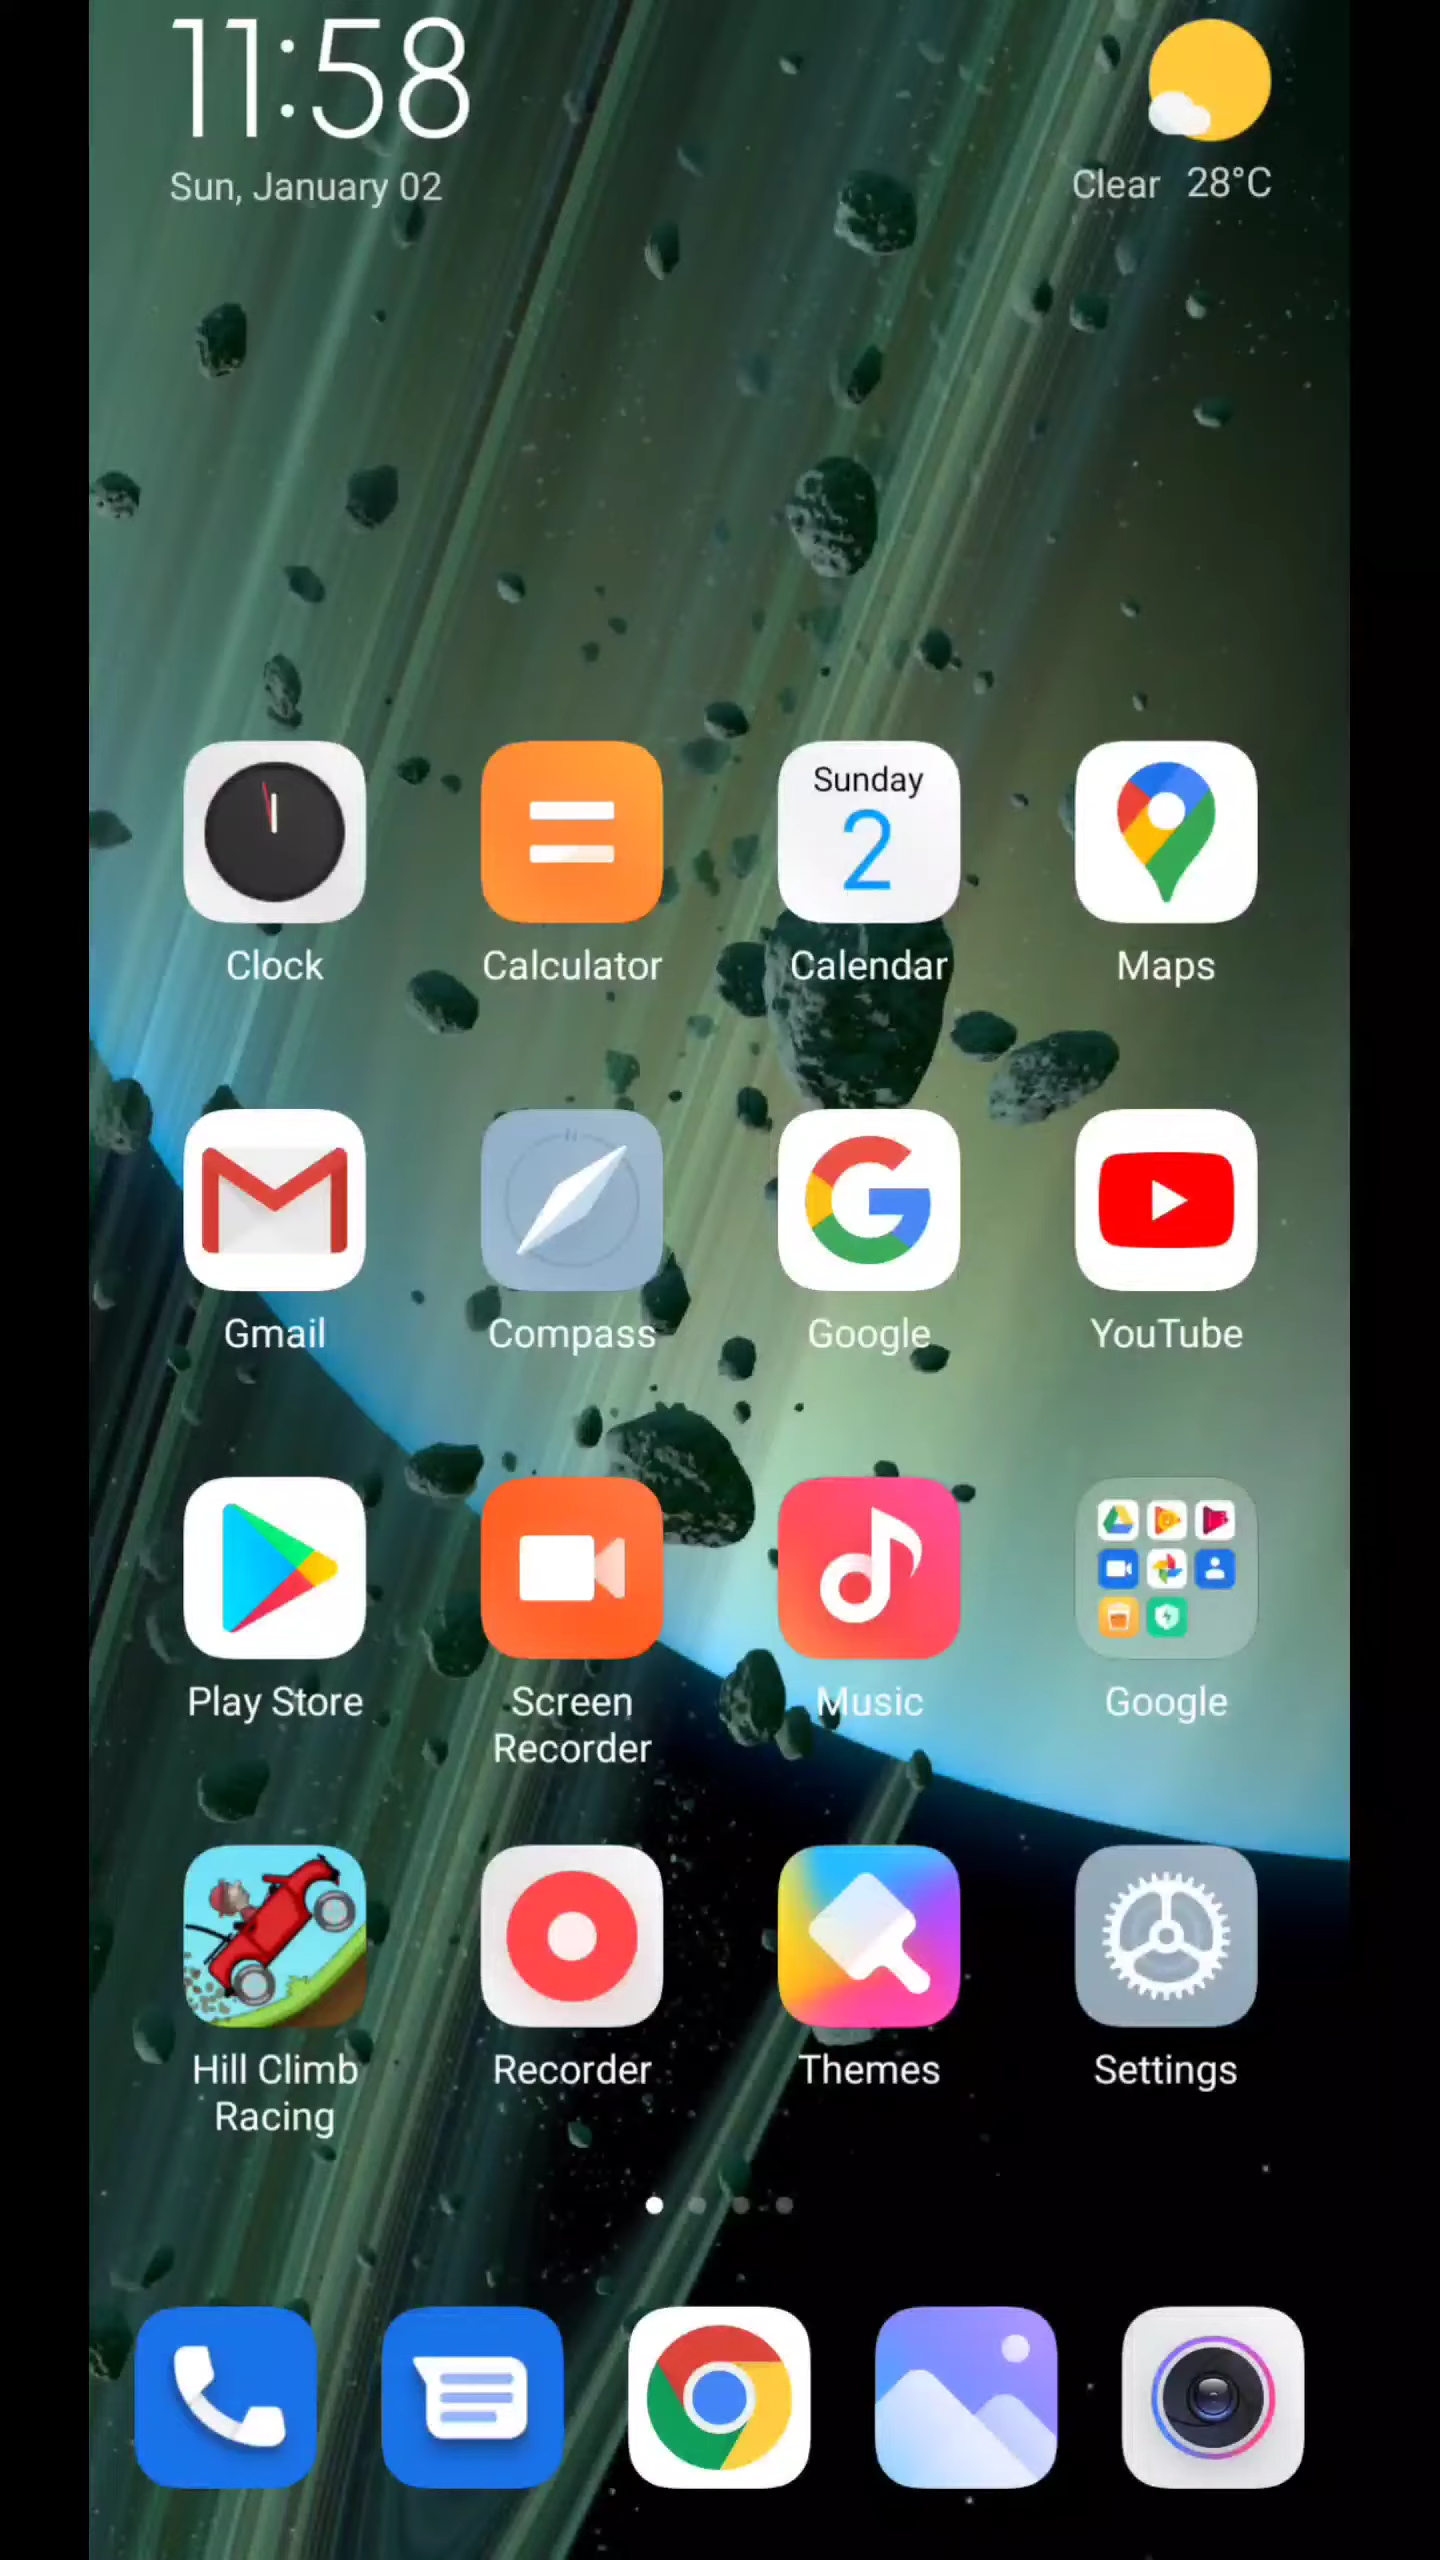 11:58
Sun, January 02
Clear 28°C
Sunday
2
Clock
Calculator
Calendar
Maps
Gmail
Compass
Google
YouTube
Play Store
Screen
Recorder
Music
Google
Hill Climb
Racing
Recorder
Themes
Settings